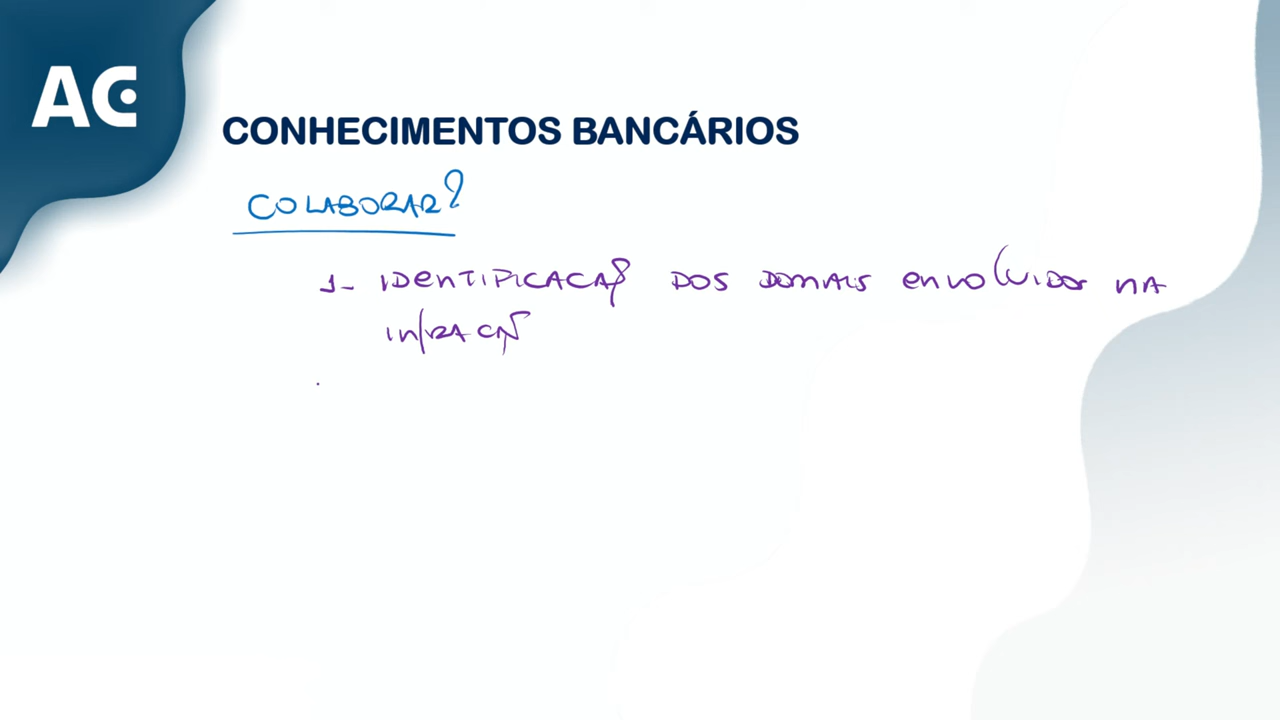 AC
CONHECIMENTOS BANCÁRIOS
COLABORAR?
1- IDENTIFICAÇÃO DOS DEMAIS ENVOLVIDOS NA
INFRAÇÃO